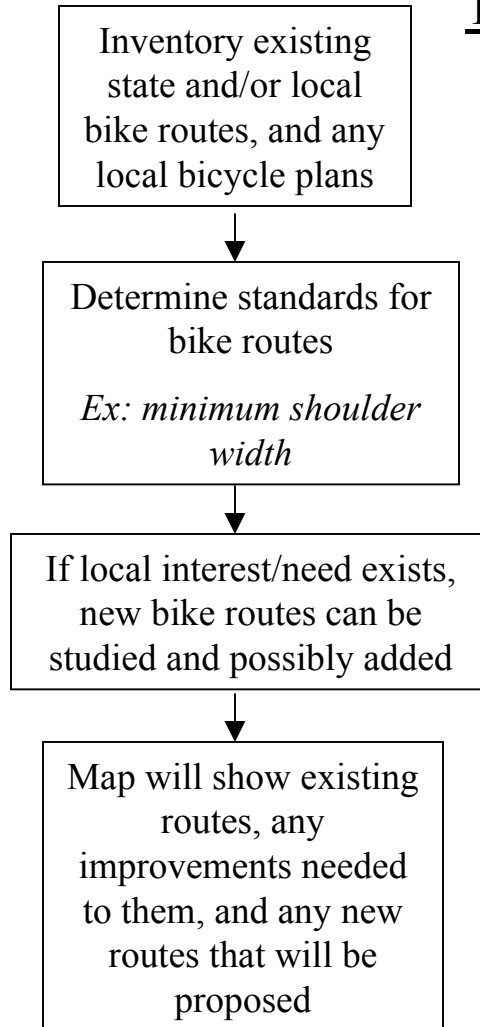 Inventory existing
state and/or local
bike routes, and any
local bicycle plans
Determine standards for
bike routes
Ex: minimum shoulder
width
If local interest/need exists,
new bike routes can be
studied and possibly added
Map will show existing
routes, any
improvements needed
to them, and any new
routes that will be
proposed